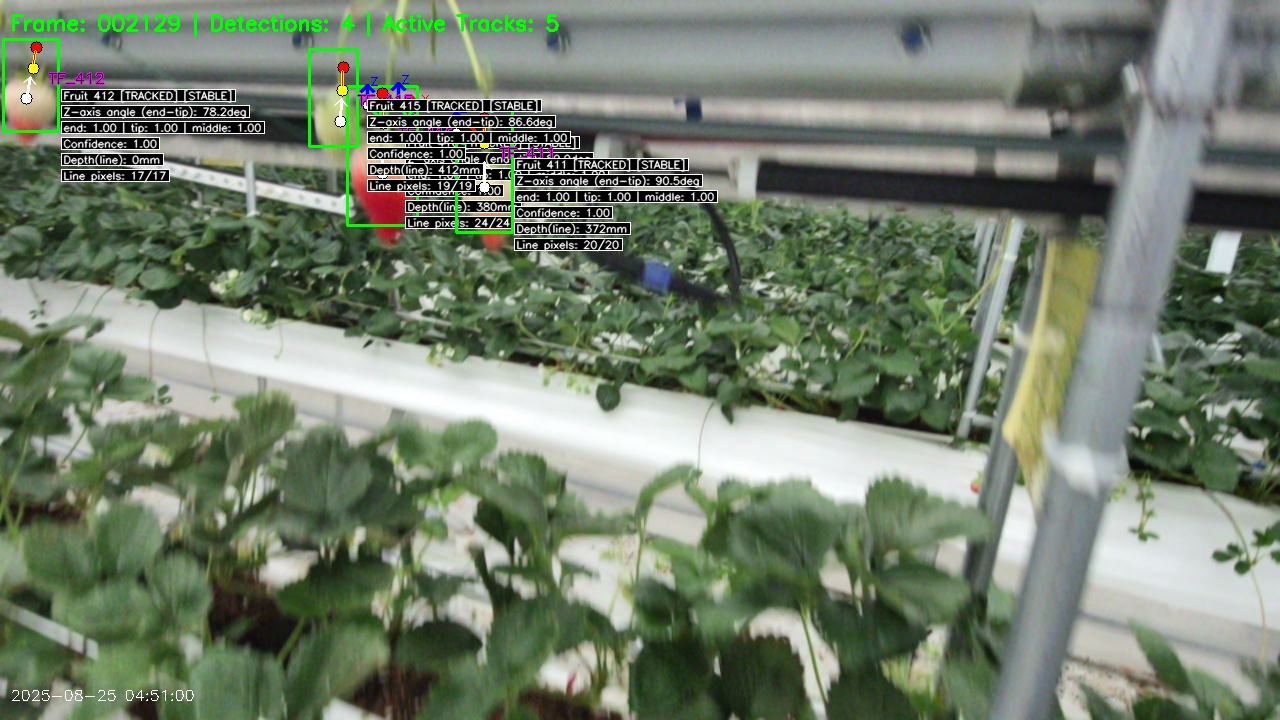 Frame: 002129 | Detections: 4 | Active Tracks: 5
TF_412
Fruit 412 [TRACKED] [STABLE]
Z-axis angle (end-tip): 78.2deg
end: 1.00 | tip: 1.00 | middle: 1.00
Confidence: 1.00
Depth(line): 0mm
Line pixels: 17/17
Z
Z
Fruit 415 [TRACKED] [STABLE]
Z-axis angle (end-tip): 86.6deg
end: 1.00 | tip: 1.00 | middle: 1.00
Confidence: 1.00
Depth(line): 412mm
Line pixels: 19/19
Depth(line): 380mm
Line pixels: 24/24
Fruit 411 [TRACKED] [STABLE]
Z-axis angle (end-tip): 90.5deg
end: 1.00 | tip: 1.00 | middle: 1.00
Confidence: 1.00
Depth(line): 372mm
Line pixels: 20/20
2025-08-25 04:51:00